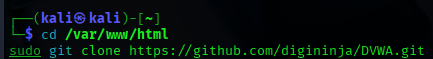 ┌──(kali㉿kali)-[~]
└─$ cd /var/www/html
sudo git clone https://github.com/digininja/DVWA.git